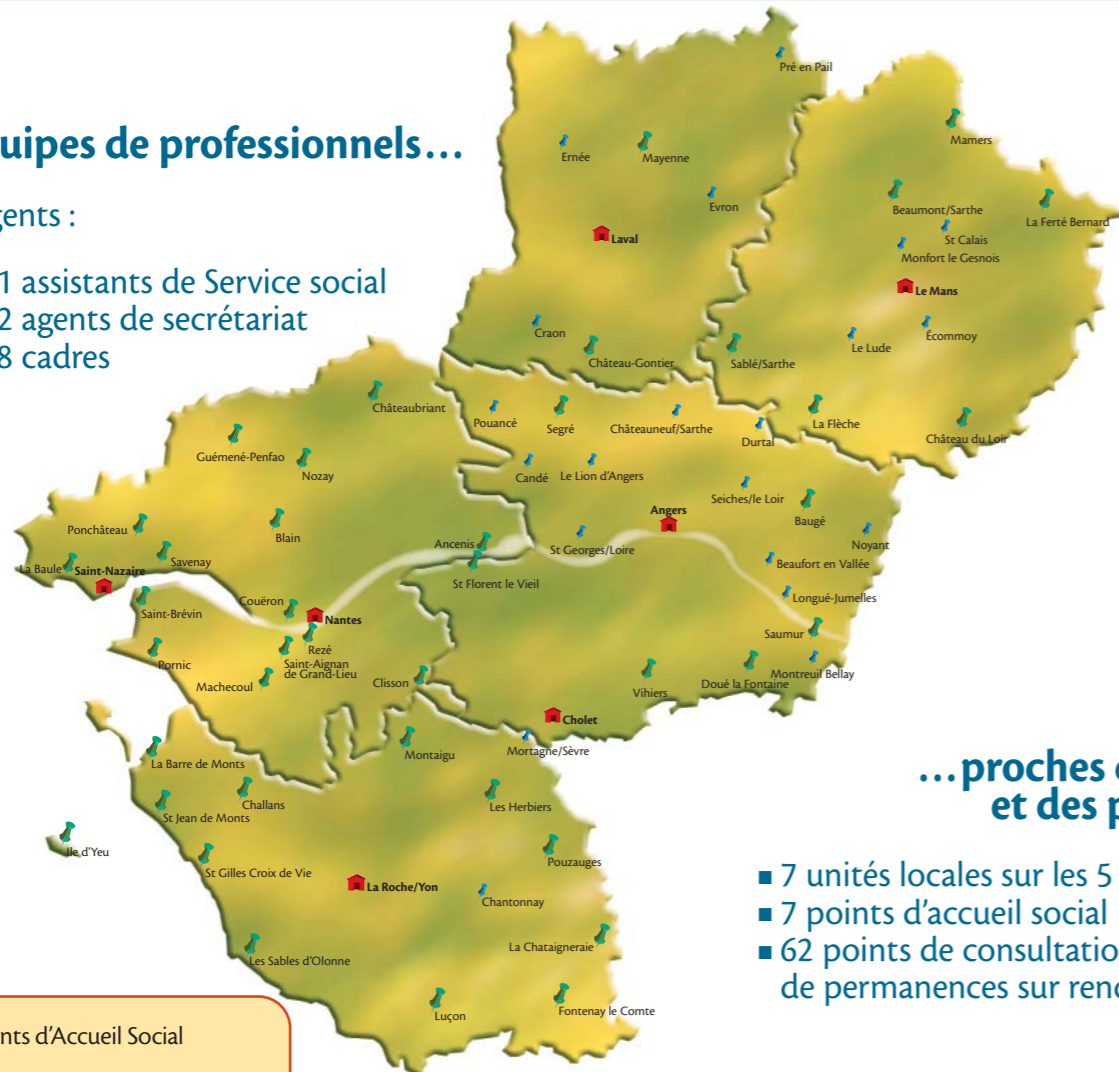 uipes de professionnels…
gents :
1 assistants de Service social
2 agents de secrétariat
8 cadres
Pré en Pail
Mamers
Ernée
Mayenne
Evron
Beaumont/Sarthe
La Ferté Bernard
St Calais
Laval
Monfort le Gesnois
Le Mans
Craon
Château-Gontier
Sablé/Sarthe
Le Lude
Écommoy
Châteaubriant
Pouancé
Segré
Châteauneuf/Sarthe
Durtal
La Flèche
Château du Loir
Guémené-Penfao
Nozay
Candé
Le Lion d'Angers
Seiches/le Loir
Baugé
Angers
Ponchâteau
Blain
Ancenis
St Georges/Loire
Noyant
La Baule
Saint-Nazaire
Savenay
St Florent le Vieil
Beaufort en Vallée
Longué-Jumelles
Saint-Brévin
Couëron
Nantes
Saumur
Rezé
Pornic
Saint-Aignan
de Grand-Lieu
Machecoul
Clisson
Vihiers
Doué la Fontaine
Montreuil Bellay
Cholet
Mortagne/Sèvre
Montaigu
La Barre de Monts
Challans
St Jean de Monts
Les Herbiers
Ile d'Yeu
St Gilles Croix de Vie
Pouzauges
La Roche/Yon
Chantonnay
La Chataigneraie
Les Sables d'Olonne
Luçon
Fontenay le Comte
…proches
et des p
7 unités locales sur les 5
7 points d'accueil social
62 points de consultatio
de permanences sur rend
nts d'Accueil Social